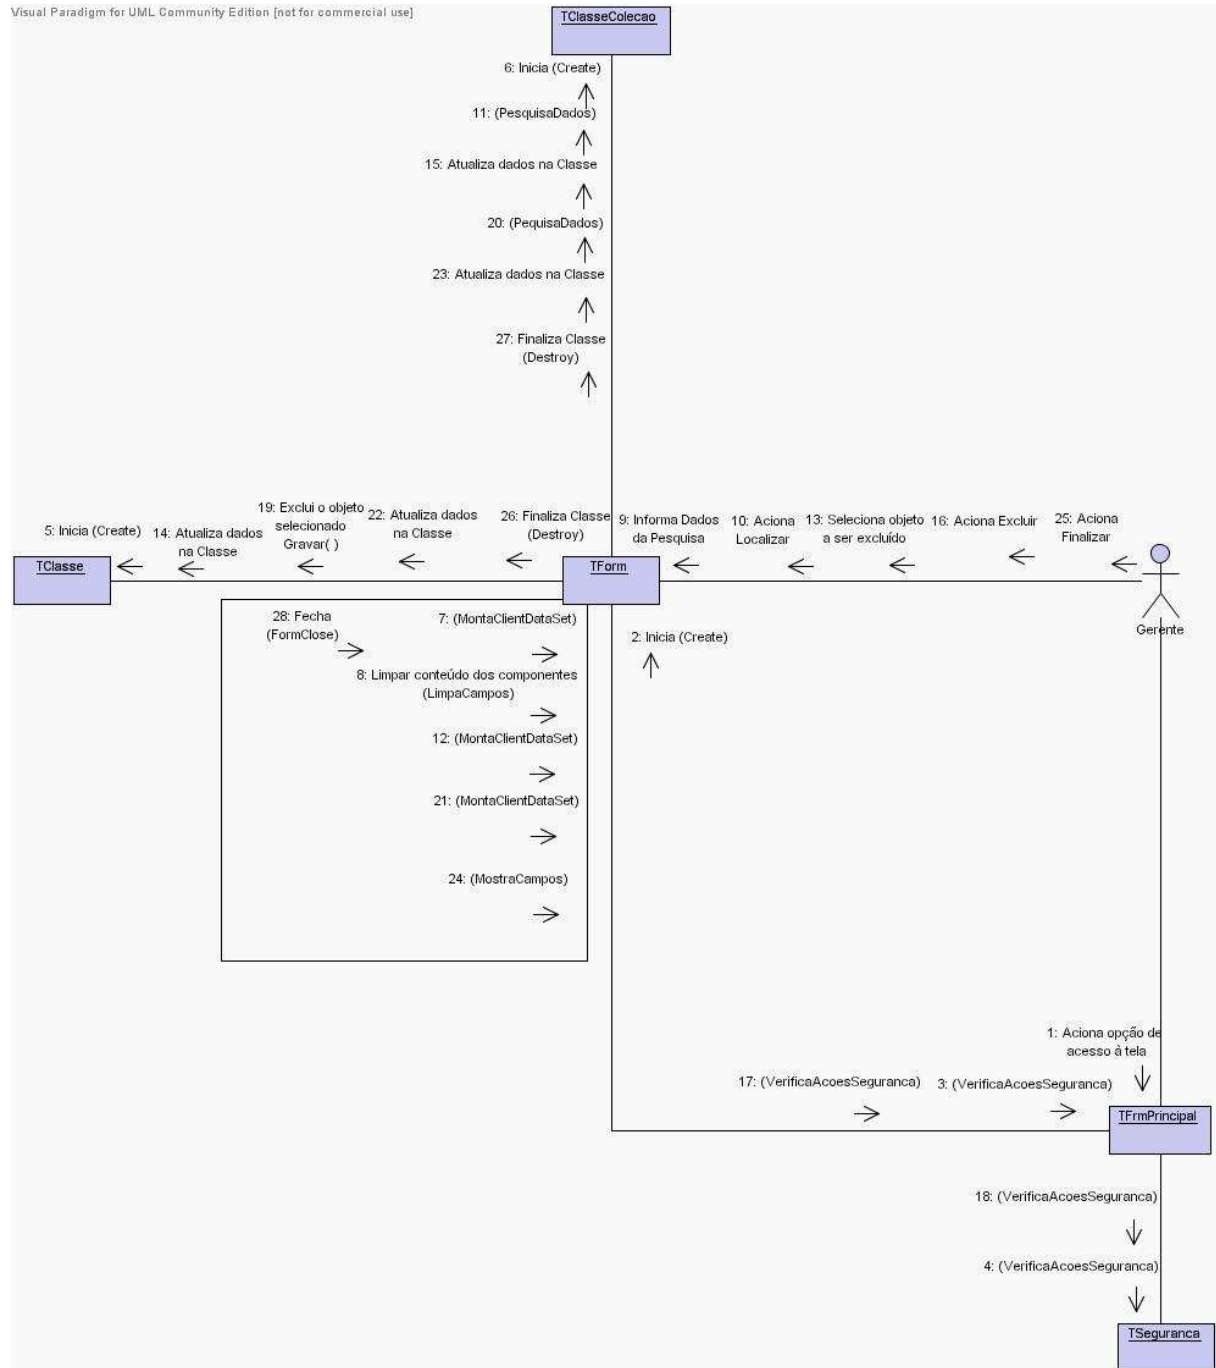 Visual Paradigm for UML Community Edition [not for commercial use]
TClasseColecao
6: Inicia (Create)
11: (PesquisaDados)
15: Atualiza dados na Classe
20: (PequisaDados)
23: Atualiza dados na Classe
27: Finaliza Classe
(Destroy)
5: Inicia (Create)
14: Atualiza dados
na Classe
19: Exclui o objeto
selecionado
Gravar( )
22: Atualiza dados
na Classe
26: Finaliza Classe
(Destroy)
9: Informa Dados
da Pesquisa
10: Aciona
Localizar
13: Seleciona objeto
a ser excluído
16: Aciona Excluir
25: Aciona
Finalizar
TClasse
TForm
Gerente
28: Fecha
(FormClose)
7: (MontaClientDataSet)
2: Inicia (Create)
8: Limpar conteúdo dos componentes
(LimpaCampos)
12: (MontaClientDataSet)
21: (MontaClientDataSet)
24: (MostraCampos)
1: Aciona opção de
acesso à tela
17: (VerificaAcoesSeguranca)
3: (VerificaAcoesSeguranca)
TFrmPrincipal
18: (VerificaAcoesSeguranca)
4: (VerificaAcoesSeguranca)
TSeguranca